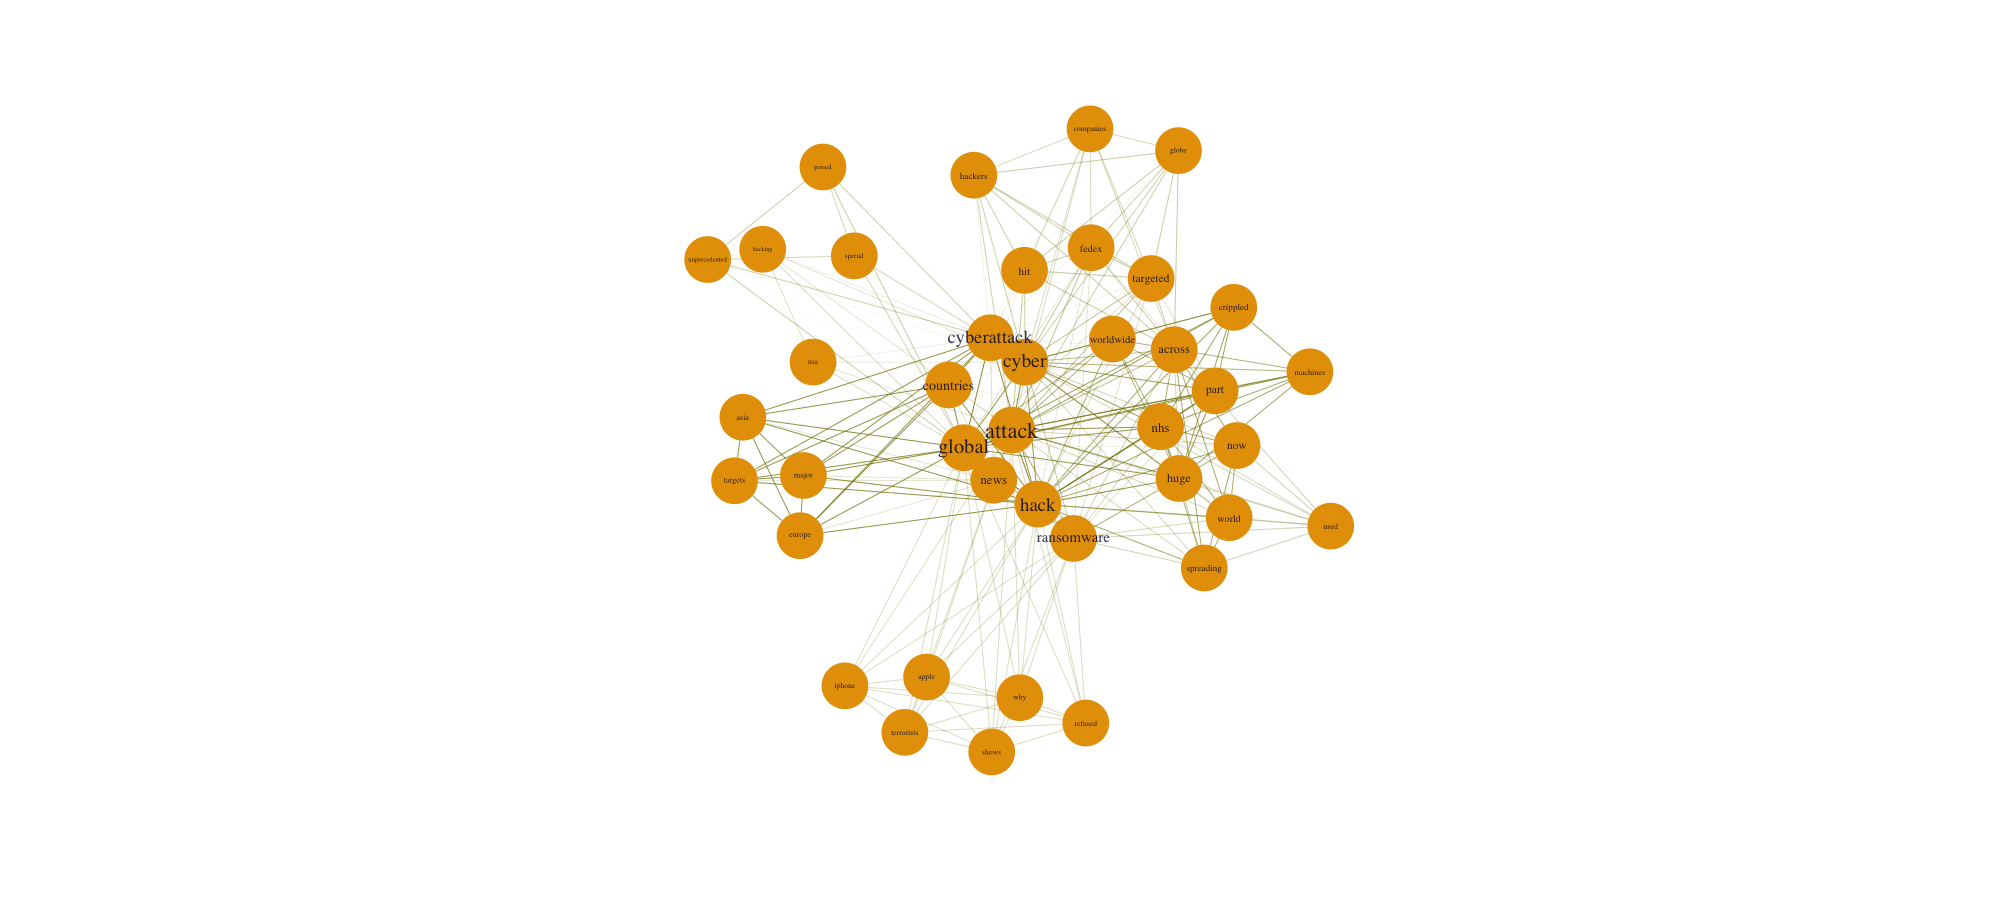 companies
globe
poised
hackers
hacking
fedex
spread
unprecedented
hit
targeted
crippled
cyberattack
worldwide
across
nsa
cyber
machines
countries
part
asia
attack
nhs
global
now
major
huge
news
targets
hack
world
used
europe
ransomware
spreading
apple
iphone
why
refused
terrorists
shows